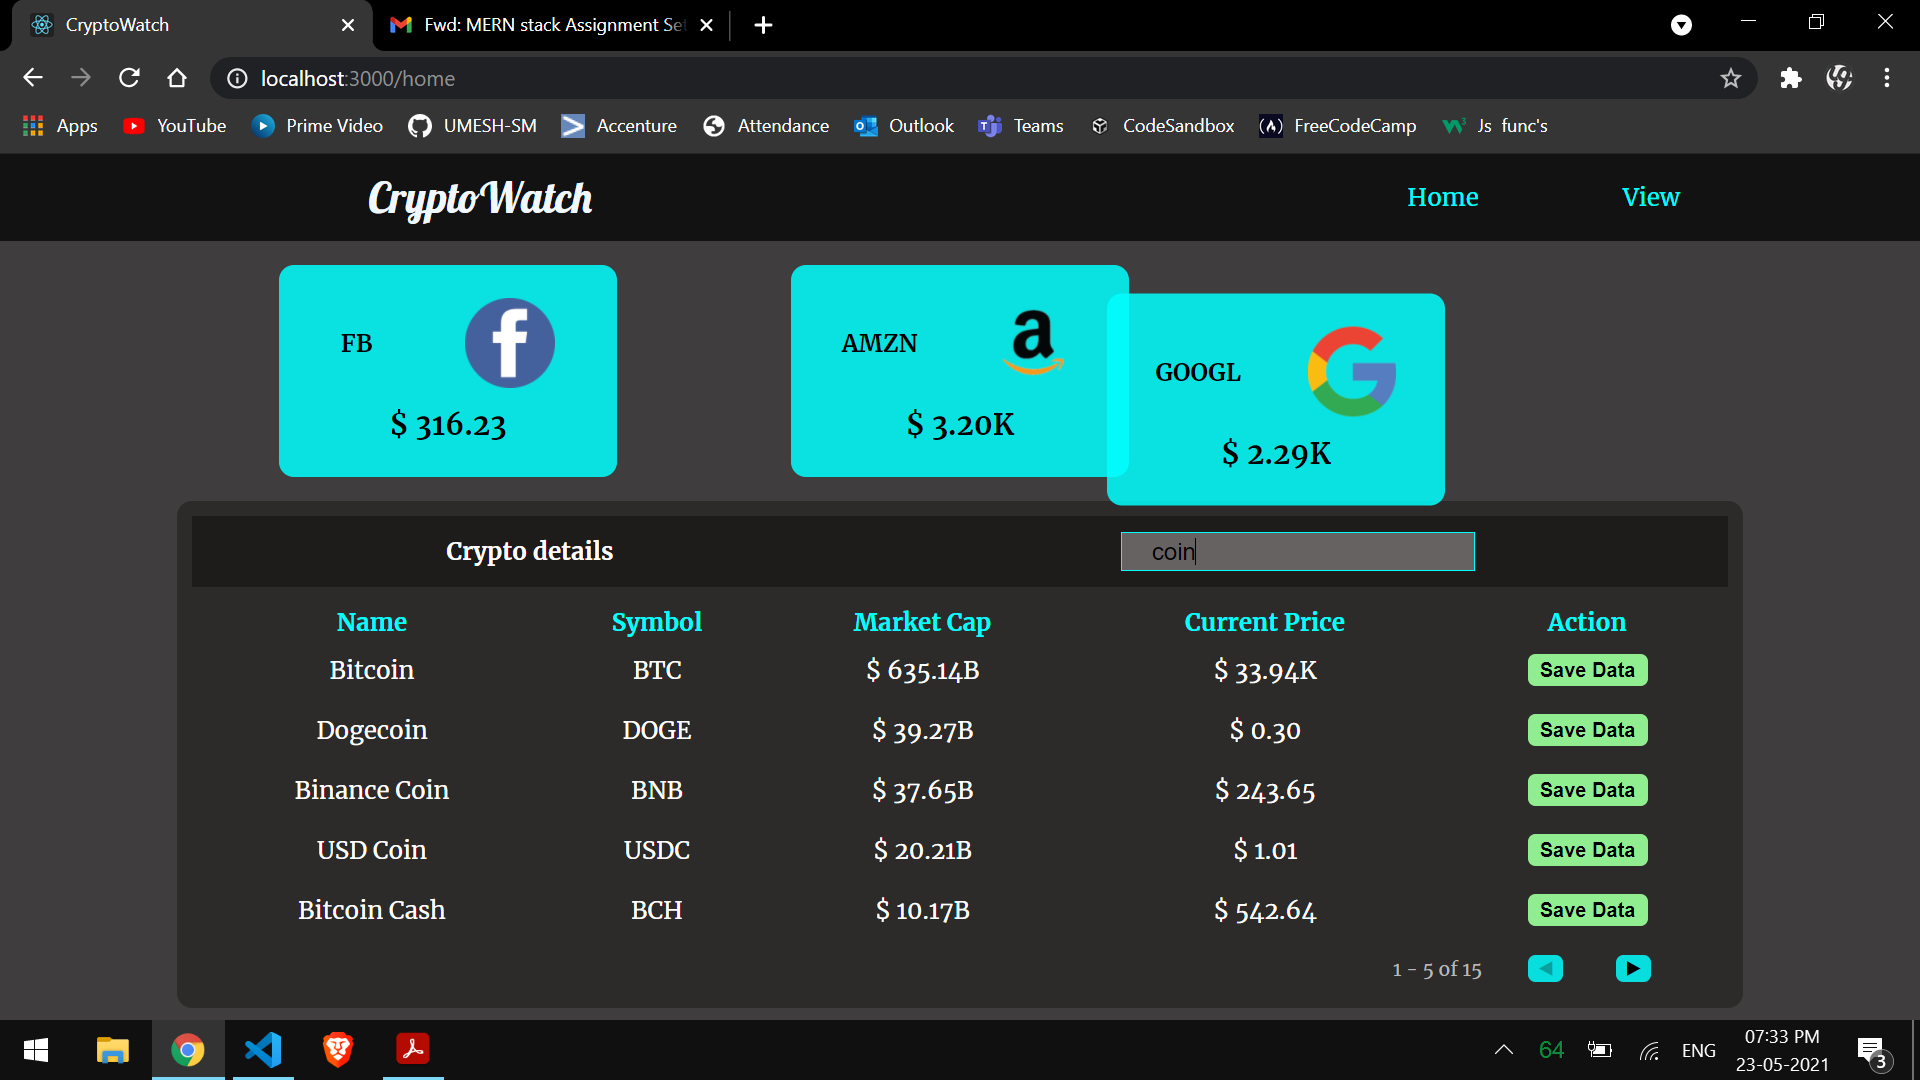 CryptoWatch
Fwd: MERN stack Assignment Se
localhost:3000/home
Apps YouTube Prime Video UMESH-SM Accenture Attendance Outlook Teams CodeSandbox FreeCodeCamp Js func's
CryptoWatch Home View
FB
$ 316.23
AMZN
$ 3.20K
GOOGL
$ 2.29K
Crypto details coin
Name Symbol Market Cap Current Price Action
Bitcoin BTC $ 635.14B $ 33.94K Save Data
Dogecoin DOGE $ 39.27B $ 0.30 Save Data
Binance Coin BNB $ 37.65B $ 243.65 Save Data
USD Coin USDC $ 20.21B $ 1.01 Save Data
Bitcoin Cash BCH $ 10.17B $ 542.64 Save Data
1 - 5 of 15
64 ENG 07:33 PM
23-05-2021 3